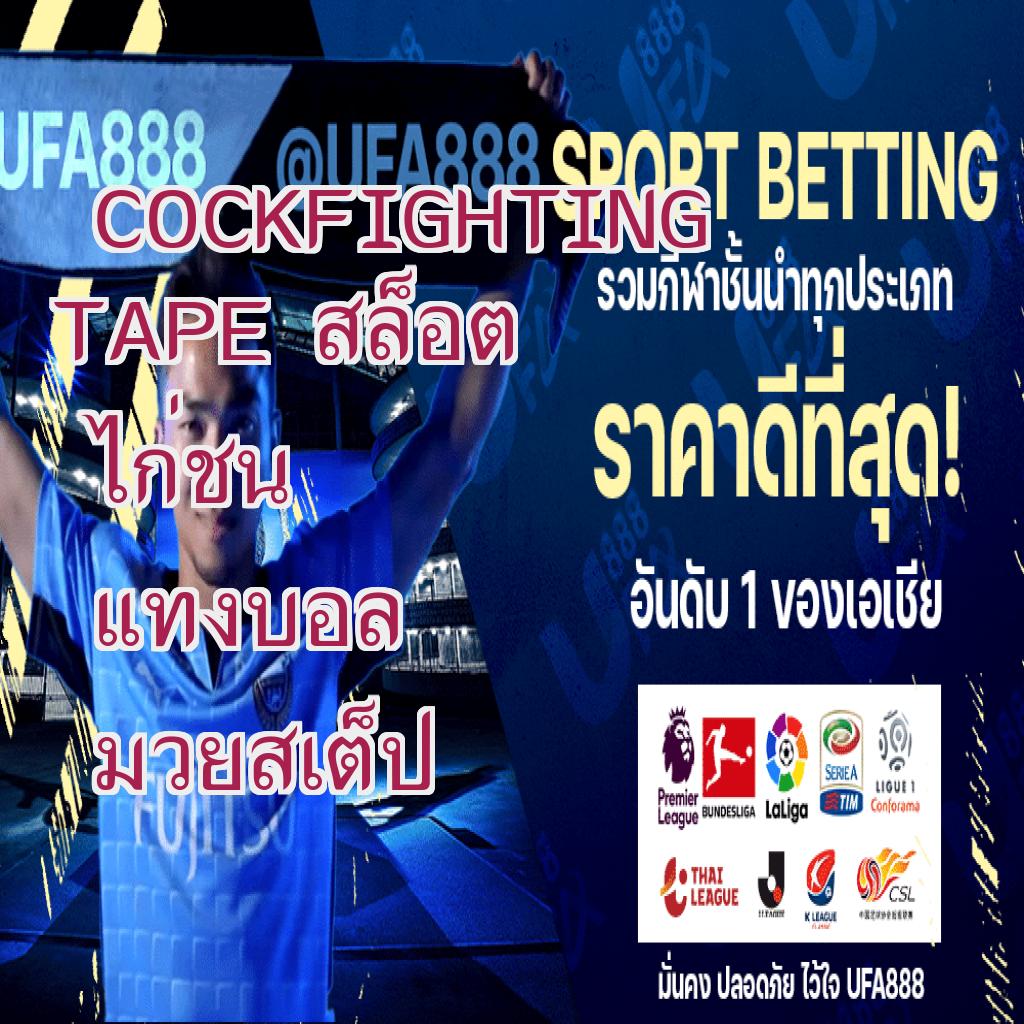 UFA888
@UFA888
SPORT BETTING
COCKFIGHTING
TAPE สล็อต
ไก่ชน
แทงบอล
มวยสเต็ป
รวมกีฬาชั้นนำทุกประเภท
ราคาดีที่สุด!
อันดับ 1 ของเอเชีย
FUJITSU
Premier
League
BUNDESLIGA
LaLiga
SERIE A
TIM
LIGUE 1
Conforama
THAI
LEAGUE
J.LEAGUE
K LEAGUE
CSL
มั่นคง ปลอดภัย ไว้ใจ UFA888